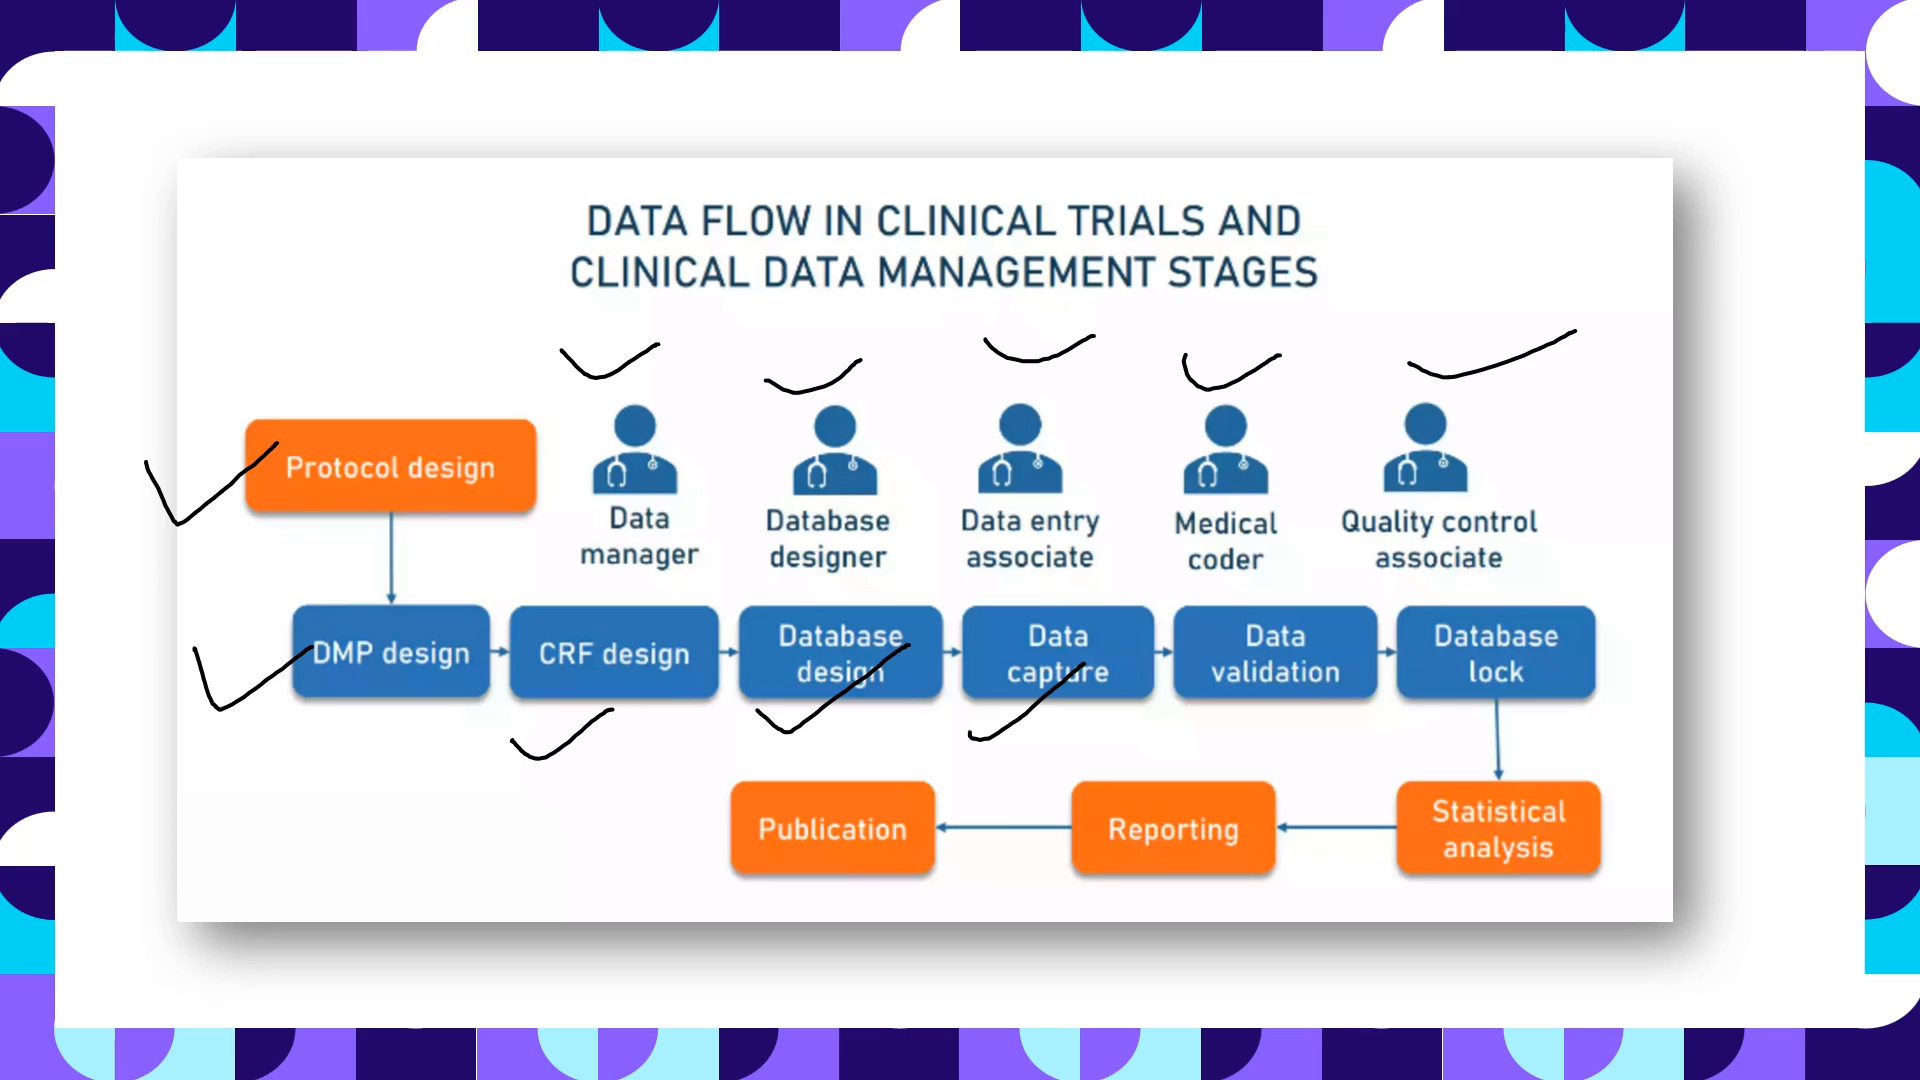 DATA FLOW IN CLINICAL TRIALS AND
CLINICAL DATA MANAGEMENT STAGES
Protocol design
Data
manager
Database
designer
Data entry
associate
Medical
coder
Quality control
associate
DMP design
CRF design
Database
design
Data
capture
Data
validation
Database
lock
Publication
Reporting
Statistical
analysis